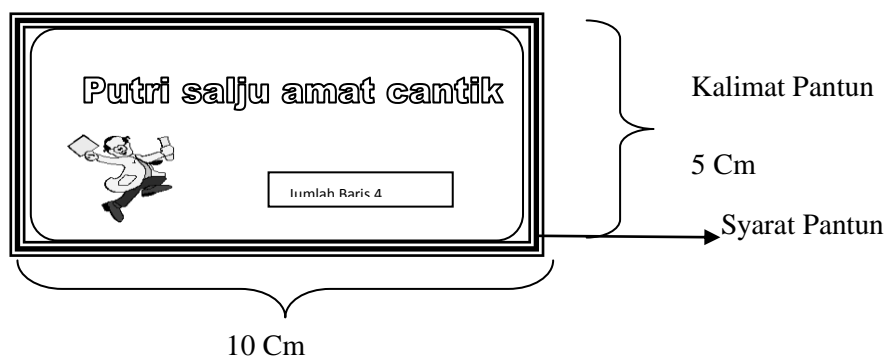 Putri salju amat cantik
Kalimat Pantun
5 Cm
Jumlah Baris 4
Syarat Pantun
10 Cm